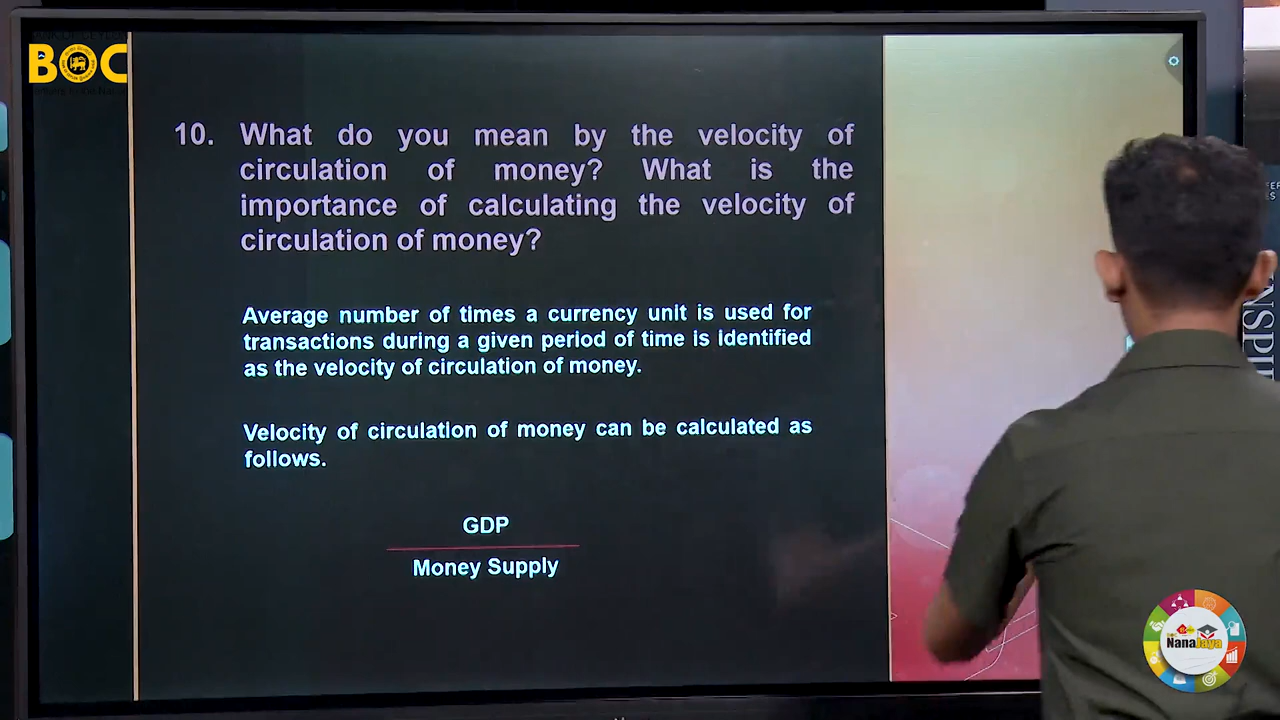 BOC
10. What do you mean by the velocity of
circulation of money? What is the
importance of calculating the velocity of
circulation of money?
Average number of times a currency unit is used for
transactions during a given period of time is identified
as the velocity of circulation of money.
Velocity of circulation of money can be calculated as
follows.
GDP
Money Supply
NanaJaya